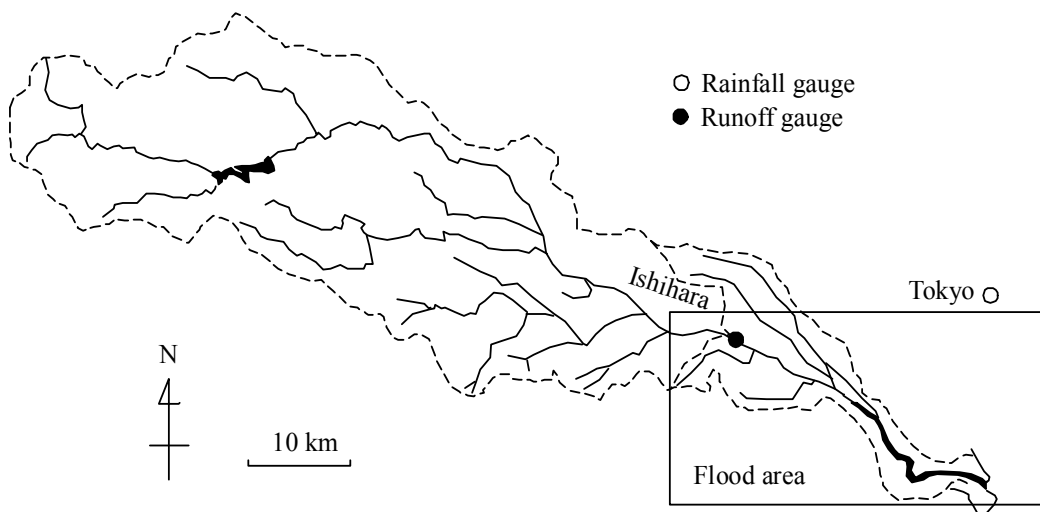 Rainfall gauge
Runoff gauge
Ishihara
Tokyo
N
10 km
Flood area